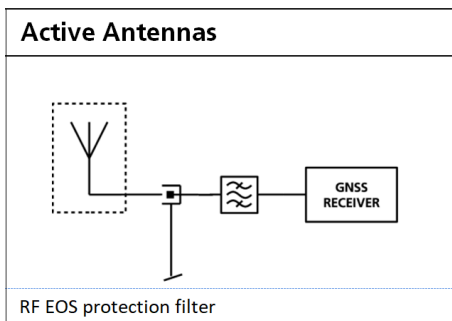 Active Antennas
GNSS
RECEIVER
RF EOS protection filter